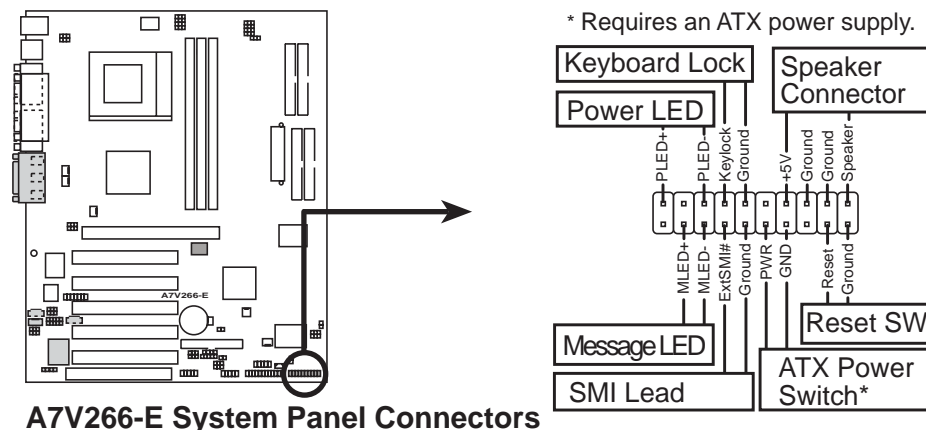 * Requires an ATX power supply.
Keyboard Lock
Speaker
Connector
Power LED
PLED+
PLED-
Keylock
Ground
+5V
Ground
Ground
Speaker
MLED+
MLED-
ExtSMI#
Ground
PWR
GND
Reset
Ground
Reset SW
Message LED
ATX Power
Switch*
SMI Lead
A7V266-E
A7V266-E System Panel Connectors